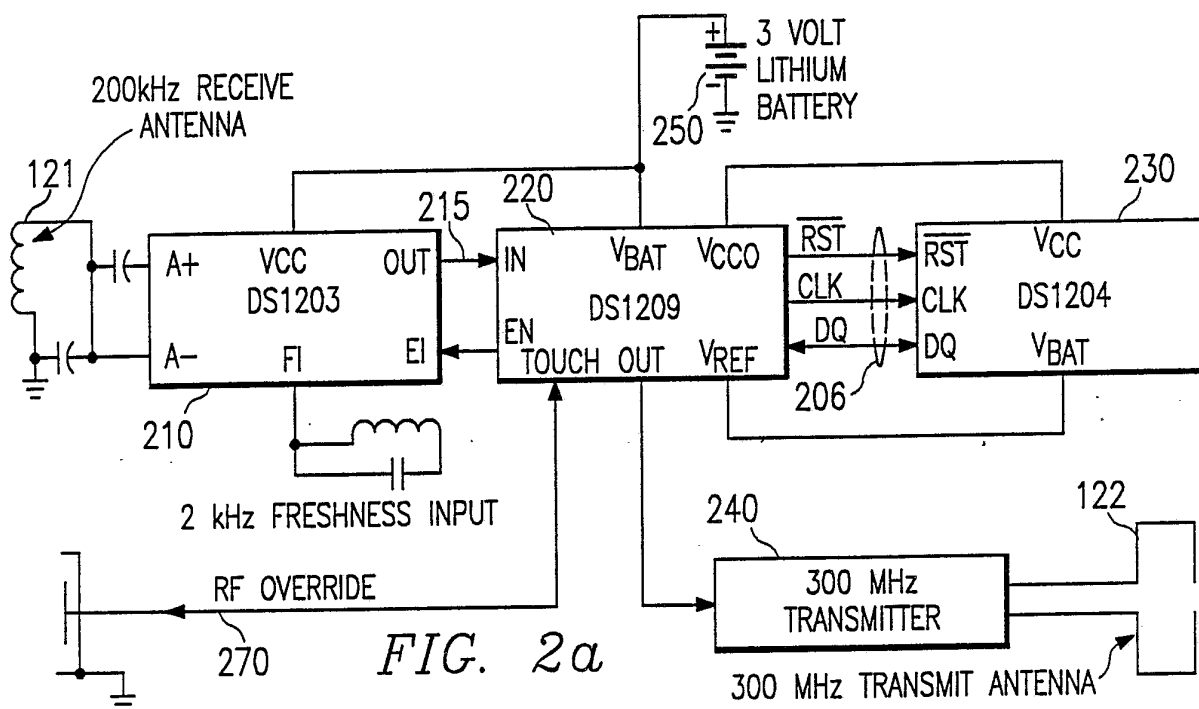 200kHz RECEIVE
ANTENNA
121
3 VOLT
LITHIUM
BATTERY
+
-
250
215
220
230
A+
VCC
OUT
DS1203
A-
FI
EI
210
IN
VBAT
VCCO
DS1209
EN
TOUCH
OUT
VREF
RST
CLK
DQ
206
RST
VCC
CLK
DS1204
DQ
VBAT
2 kHz FRESHNESS INPUT
RF OVERRIDE
270
240
300 MHz
TRANSMITTER
122
300 MHz TRANSMIT ANTENNA
FIG. 2a